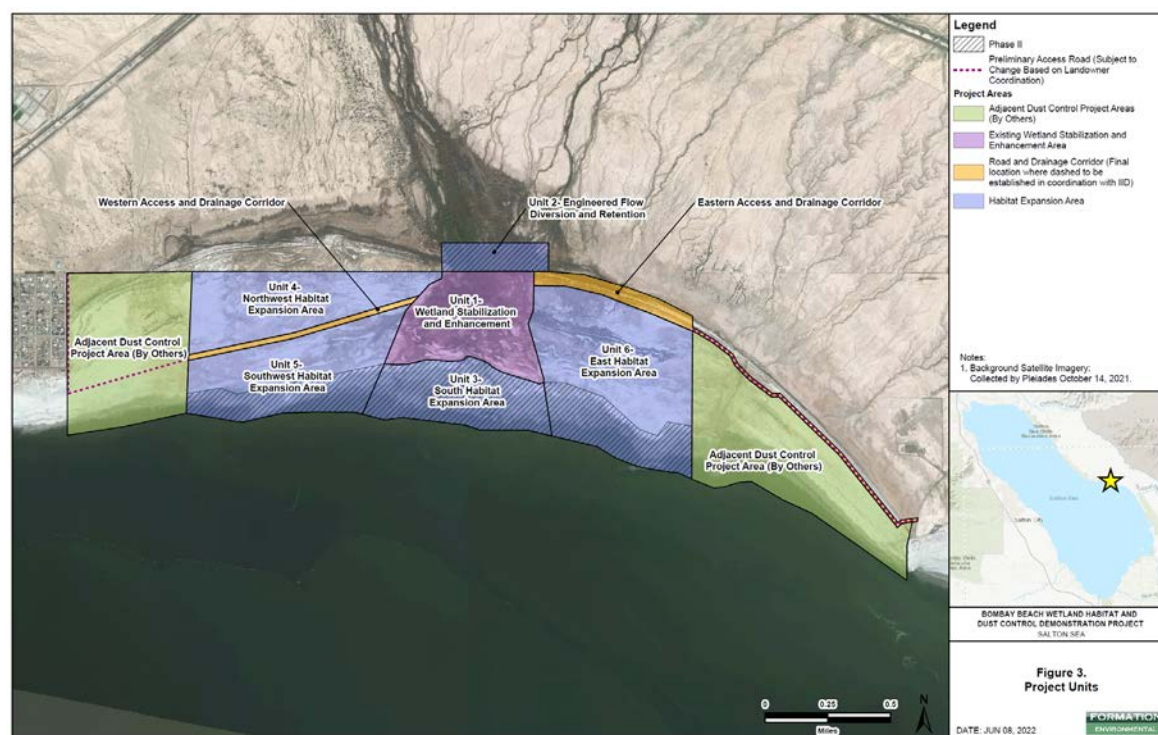 Western Access and Drainage Corridor
Unit 2- Engineered Flow
Diversion and Retention
Eastern Access and Drainage Corridor
Unit 4-
Northwest Habitat
Expansion Area
Unit 1-
Wetland Stabilization
and Enhancement
Adjacent Dust Control
Project Area (By Others)
Unit 5-
Southwest Habitat
Expansion Area
Unit 3-
South Habitat
Expansion Area
Unit 6-
East Habitat
Expansion Area
Adjacent Dust Control
Project Area (By Others)
0 0.25 0.5
Miles
N
Legend
Phase II
Preliminary Access Road (Subject to
Change Based on Landowner
Coordination)
Project Areas
Adjacent Dust Control Project Areas
(By Others)
Existing Wetland Stabilization and
Enhancement Area
Road and Drainage Corridor (Final
location where dashed to be
established in coordination with IID)
Habitat Expansion Area
Notes:
1. Background Satellite Imagery:
Collected by Pleiades October 14, 2021.
Salton Sea
Salton City
BOMBAY BEACH WETLAND HABITAT AND
DUST CONTROL DEMONSTRATION PROJECT
SALTON SEA
Figure 3.
Project Units
DATE: JUN 08, 2022
FORMATION
ENVIRONMENTAL